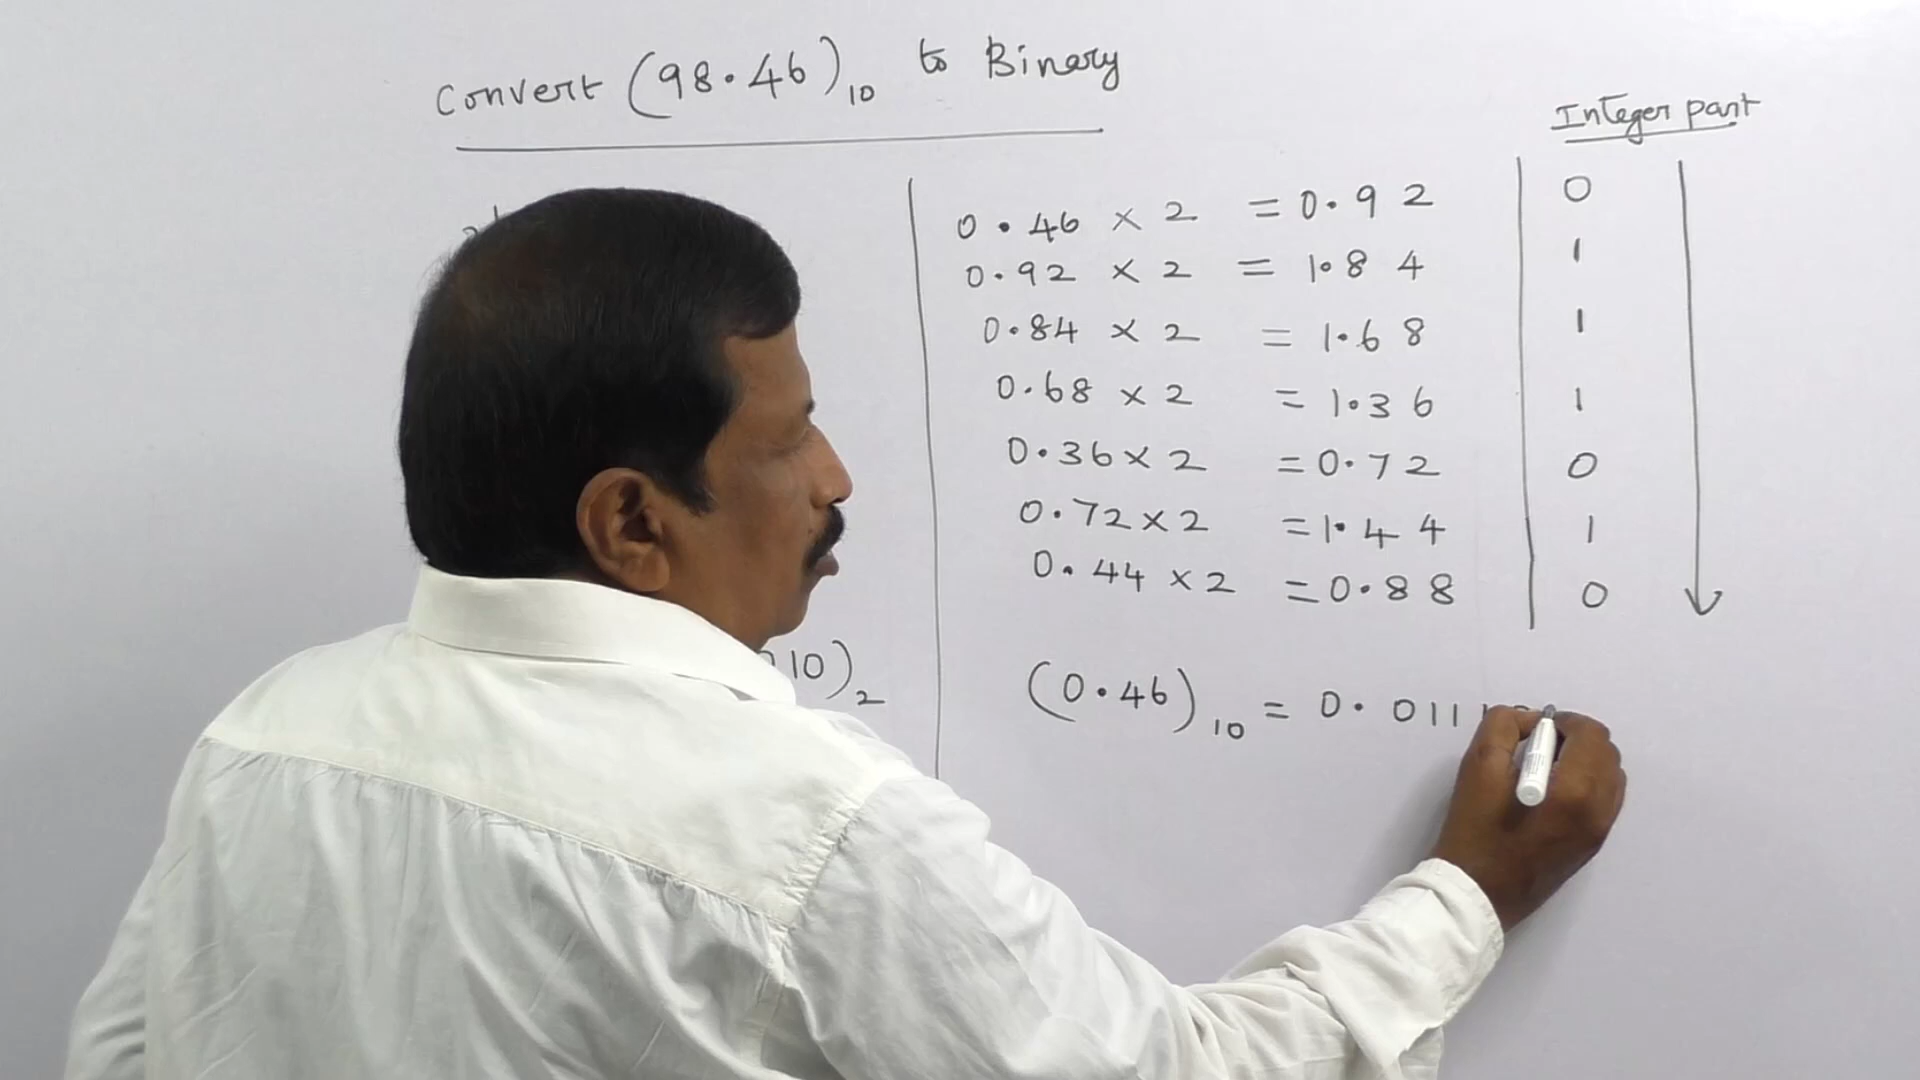 Convert (98.46)10 to Binary
Integer part
0.46 × 2 = 0.92 | 0
0.92 × 2 = 1.84 | 1
0.84 × 2 = 1.68 | 1
0.68 × 2 = 1.36 | 1
0.36 × 2 = 0.72 | 0
0.72 × 2 = 1.44 | 1
0.44 × 2 = 0.88 | 0
10)2
(0.46)10 = 0.011